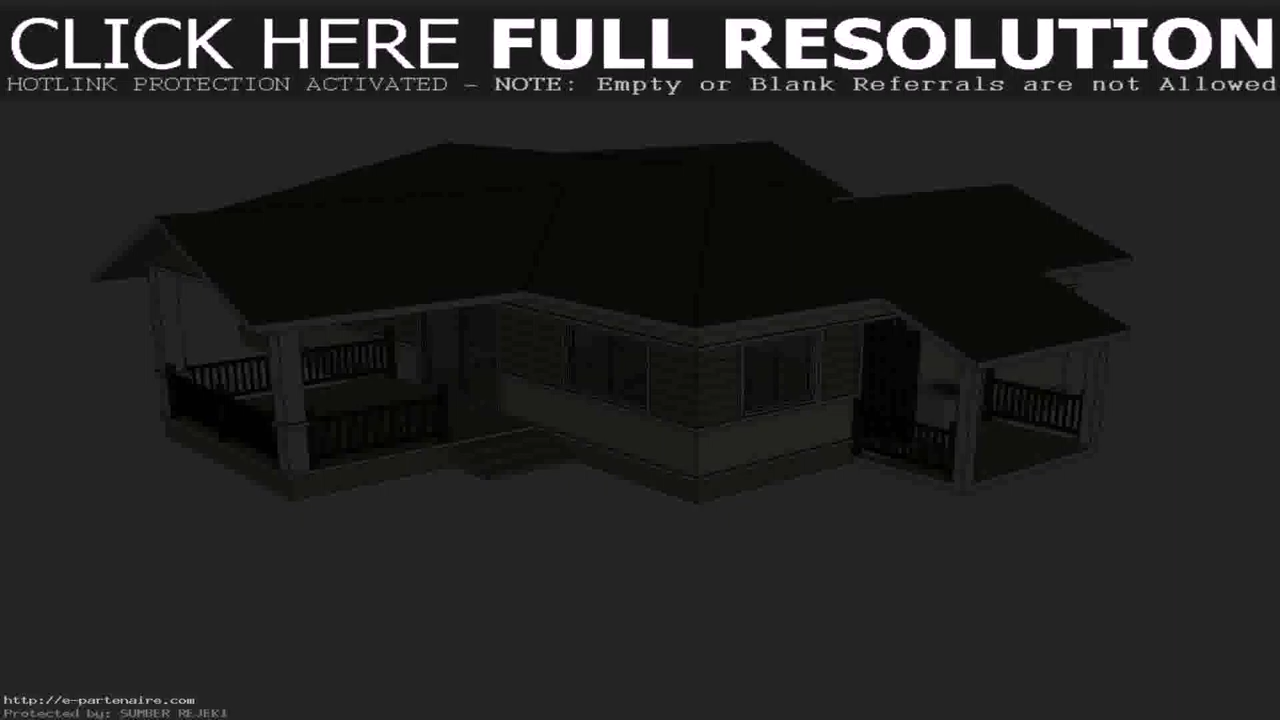 CLICK HERE FULL RESOLUTION
HOTLINK PROTECTION ACTIVATED - NOTE: Empty or Blank Referrals are not Allowed
http://e-partenaire.com
Protected by: SUMBER REJEKI